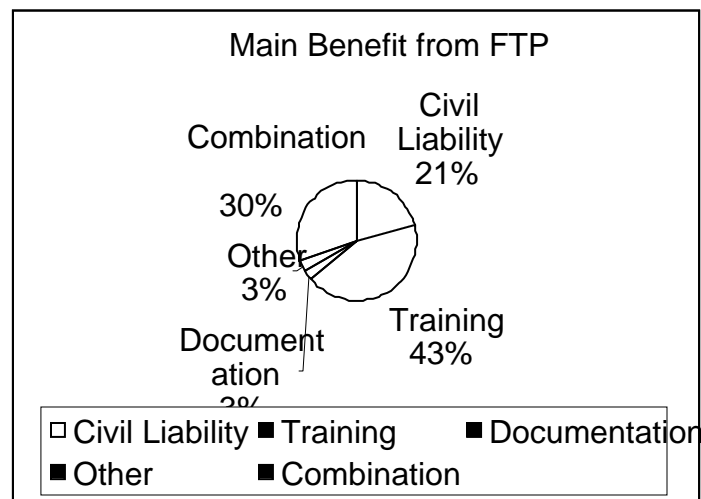 Main Benefit from FTP
Civil
Liability
21%
Combination
30%
Other
3%
Training
43%
Document
ation
3%
Civil Liability
Training
Documentation
Other
Combination